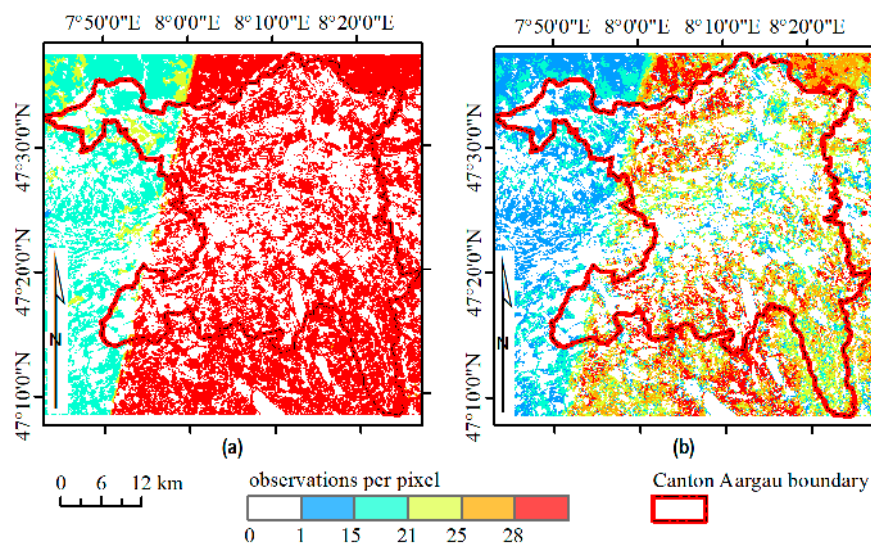 7°50'0"E 8°0'0"E 8°10'0"E 8°20'0"E
7°50'0"E 8°0'0"E 8°10'0"E 8°20'0"E
47°30'0"N
47°20'0"N
47°10'0"N
N
(a)
47°30'0"N
47°20'0"N
47°10'0"N
N
(b)
0 6 12 km
observations per pixel
0 1 15 21 25 28
Canton Aargau boundary